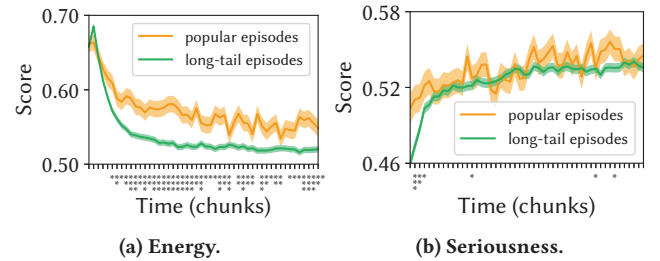 0.70
0.60
0.50
Score
popular episodes
long-tail episodes
Time (chunks)
(a) Energy.
0.58
0.52
0.46
Score
popular episodes
long-tail episodes
Time (chunks)
(b) Seriousness.